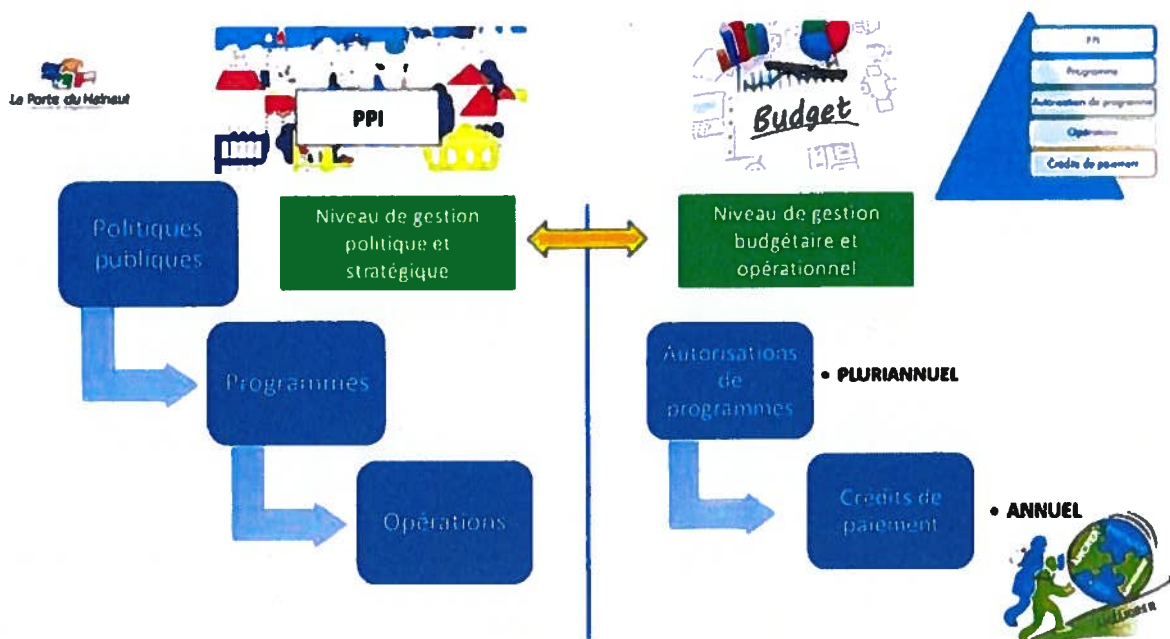 La Porte du Hainaut
PPI
Budget
PPI
Programme
Autorisation de programme
Opérations
Crédits de paiement
Politiques
publiques
Niveau de gestion
politique et
stratégique
Niveau de gestion
budgétaire et
opérationnel
Programmes
Autorisations
de
programmes
• PLURIANNUEL
Opérations
Crédits de
paiement
• ANNUEL